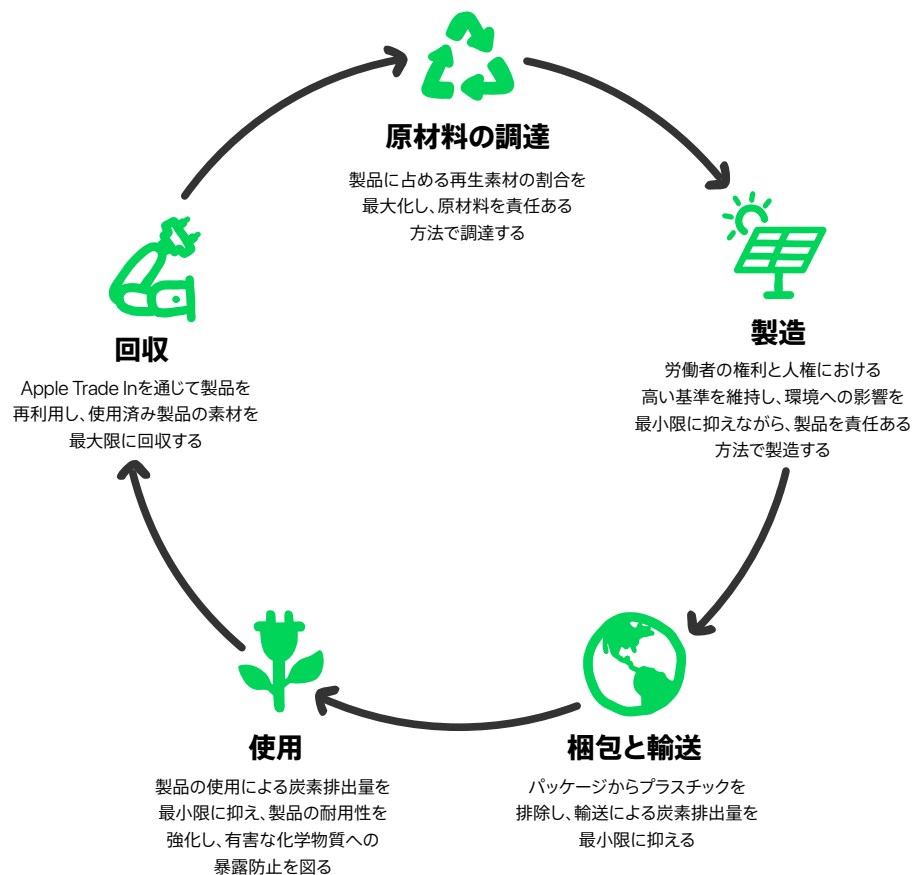 原材料の調達
製品に占める再生素材の割合を
最大化し、原材料を責任ある
方法で調達する
製造
労働者の権利と人権における
高い基準を維持し、環境への影響を
最小限に抑えながら、製品を責任ある
方法で製造する
梱包と輸送
パッケージからプラスチックを
排除し、輸送による炭素排出量を
最小限に抑える
使用
製品の使用による炭素排出量を
最小限に抑え、製品の耐用性を
強化し、有害な化学物質への
暴露防止を図る
回収
Apple Trade Inを通じて製品を
再利用し、使用済み製品の素材を
最大限に回収する